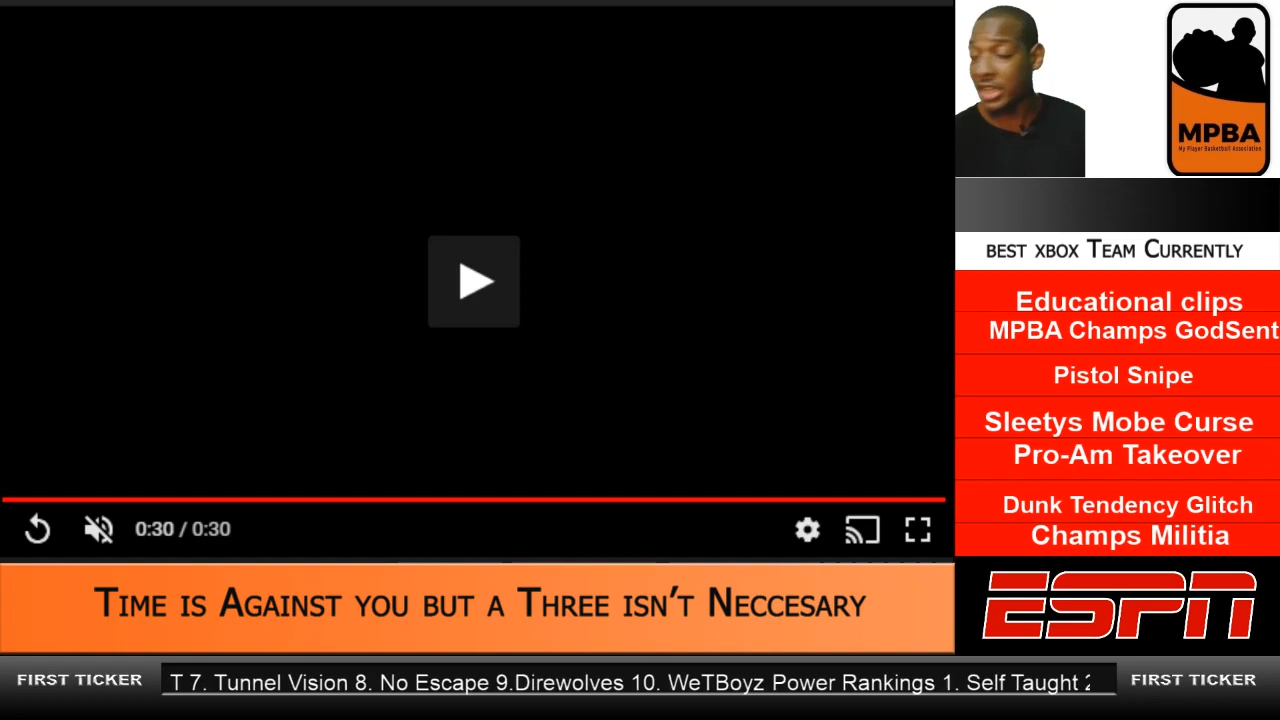 MPBA
My Player Basketball Association
BEST XBOX TEAM CURRENTLY
Educational clips
MPBA Champs GodSent
Pistol Snipe
Sleetys Mobe Curse
Pro-Am Takeover
Dunk Tendency Glitch
Champs Militia
0:30 / 0:30
TIME IS AGAINST YOU BUT A THREE ISN'T NECCESARY
ESPN
FIRST TICKER
T 7. Tunnel Vision 8. No Escape 9.Direwolves 10. WeTBoyz Power Rankings 1. Self Taught 2
FIRST TICKER